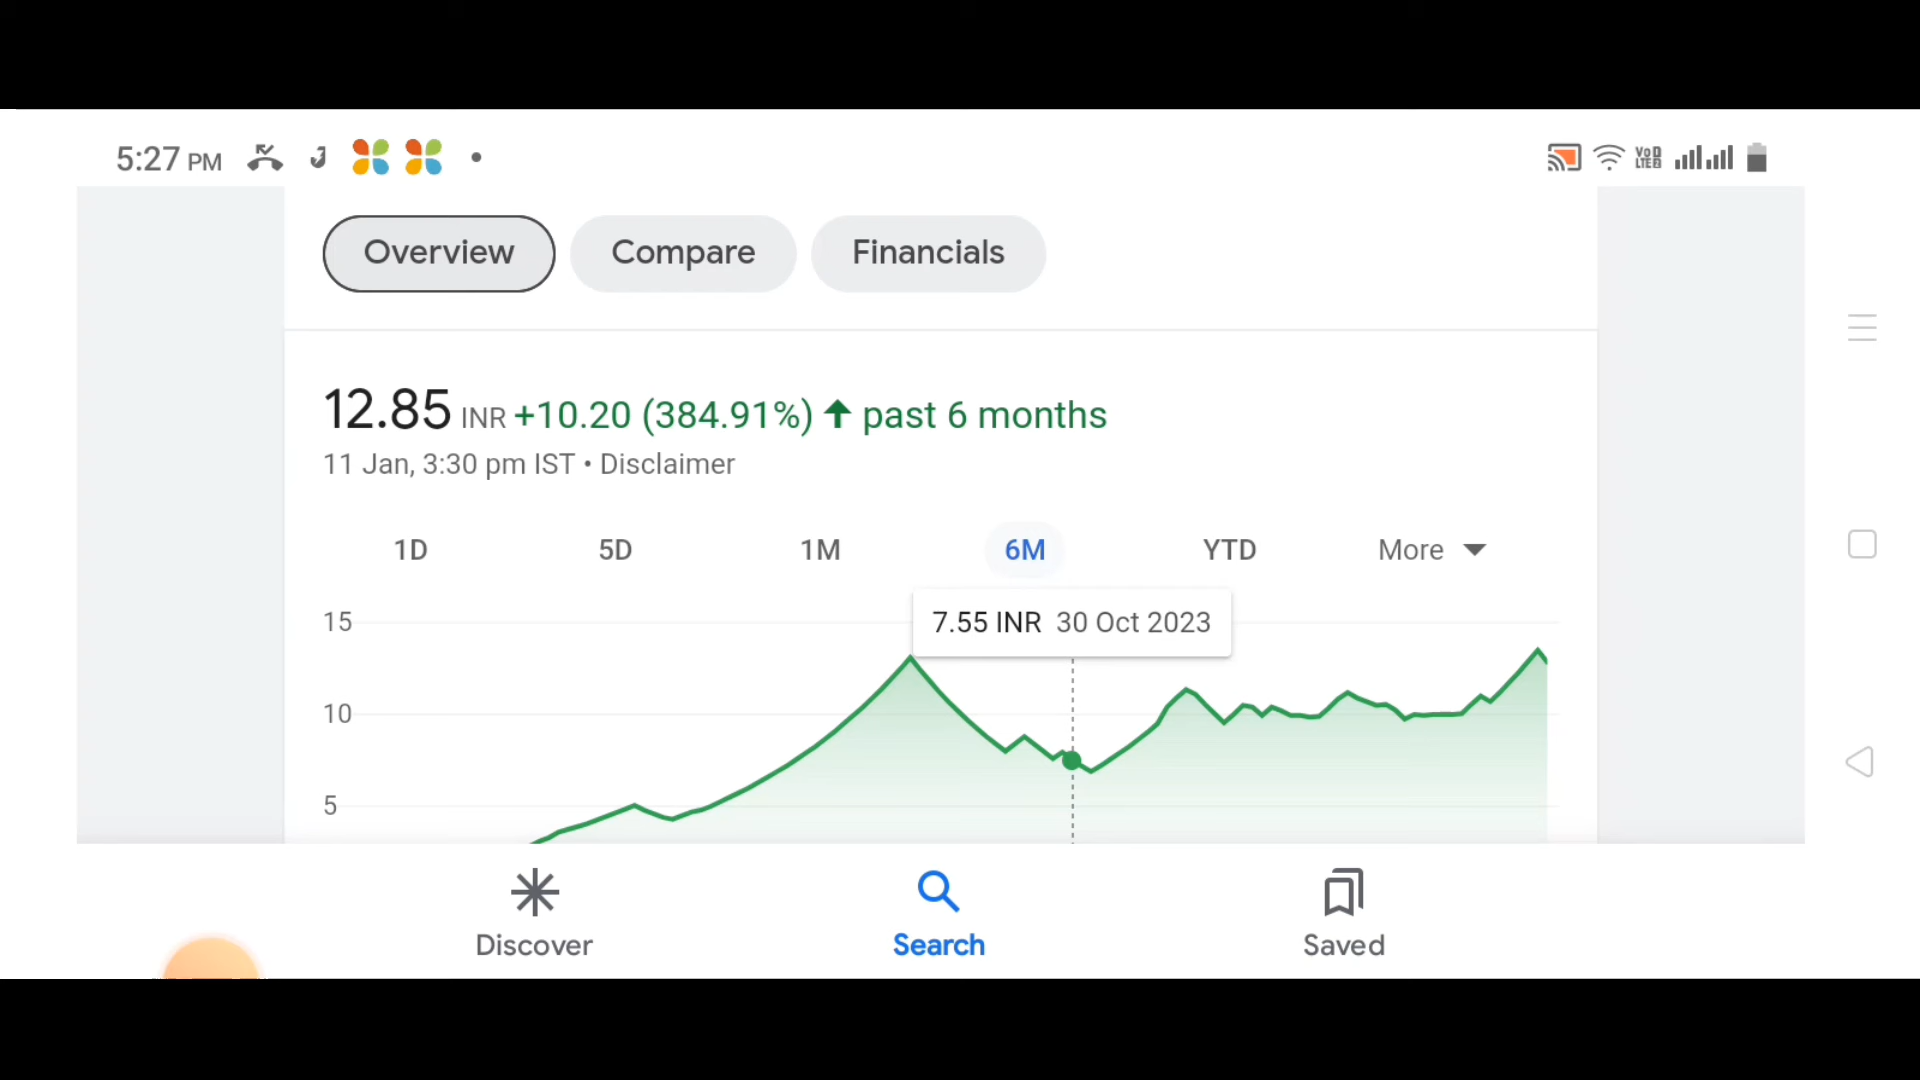 5:27 PM
VoD
LTE2
Overview Compare Financials
12.85 INR +10.20 (384.91%) ↑ past 6 months
11 Jan, 3:30 pm IST • Disclaimer
1D 5D 1M 6M YTD More
7.55 INR 30 Oct 2023
15
10
5
Discover Search Saved